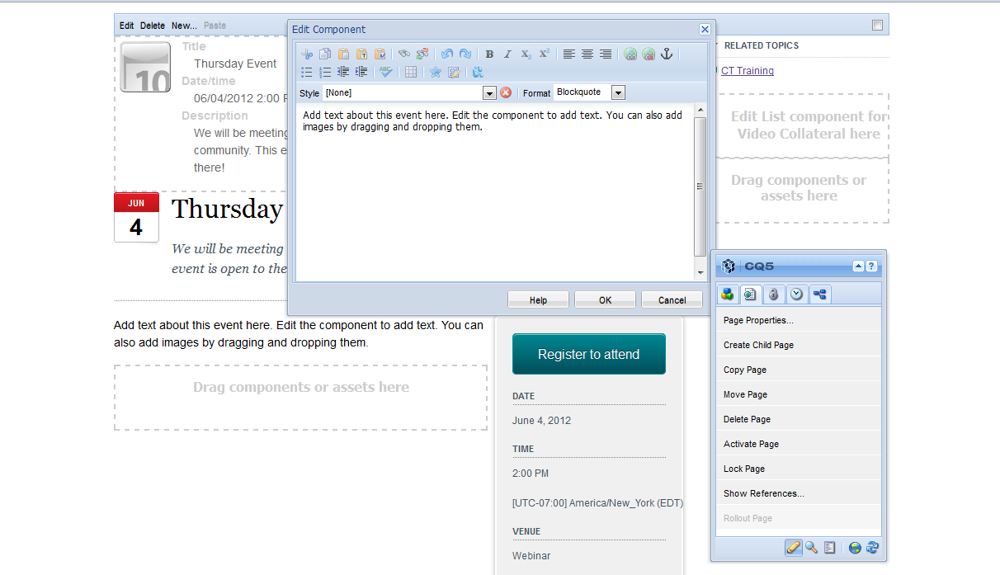 Edit Delete New... Paste
10
Title
Thursday Event
Date/time
06/04/2012 2:00
Description
We will be meeting
community. This e
there!
JUN
4
Thursday
We will be meeting
event is open to the
Add text about this event here. Edit the component to add text. You can
also add images by dragging and dropping them.
Drag components or assets here
Edit Component
B I X₂ X²
ABC
Style [None] Format Blockquote
Add text about this event here. Edit the component to add text. You can also add
images by dragging and dropping them.
Help OK Cancel
Register to attend
DATE
June 4, 2012
TIME
2:00 PM
[UTC-07:00] America/New_York (EDT)
VENUE
Webinar
RELATED TOPICS
CT Training
Edit List component for
Video Collateral here
Drag components or
assets here
CQ5
?
Page Properties...
Create Child Page
Copy Page
Move Page
Delete Page
Activate Page
Lock Page
Show References...
Rollout Page